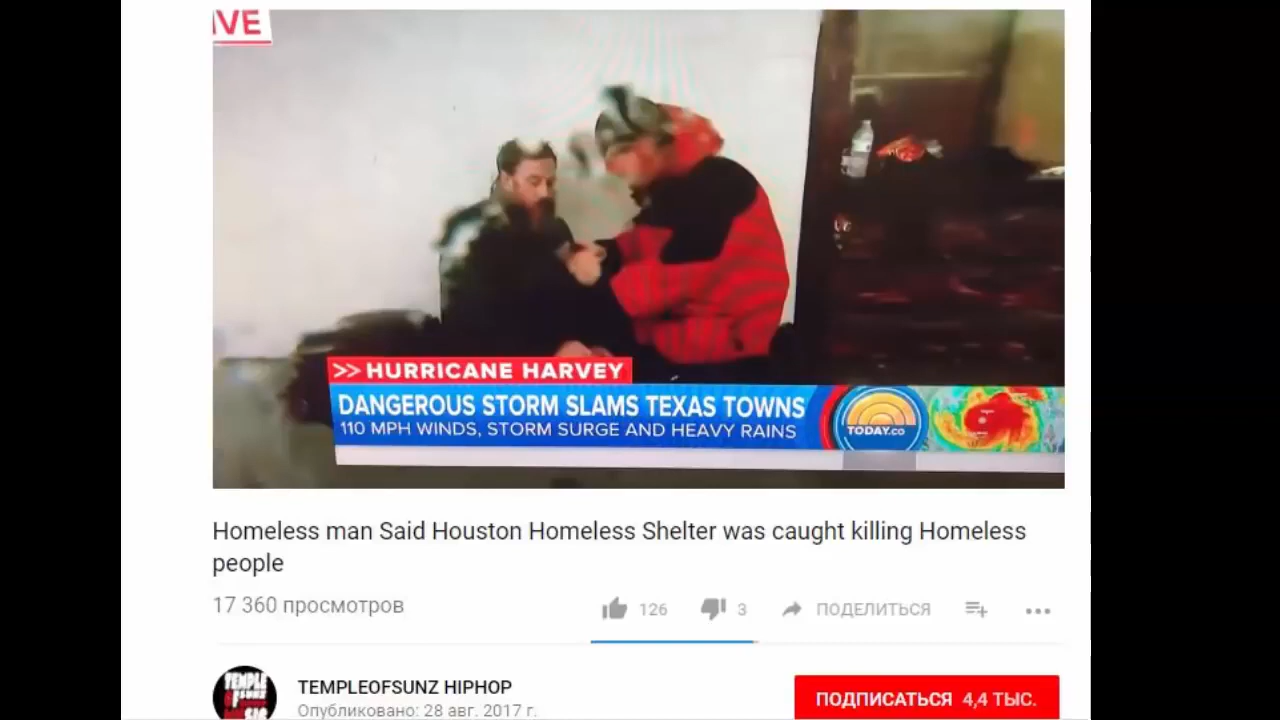 IVE
>> HURRICANE HARVEY
DANGEROUS STORM SLAMS TEXAS TOWNS
110 MPH WINDS, STORM SURGE AND HEAVY RAINS
TODAY.CO
Homeless man Said Houston Homeless Shelter was caught killing Homeless
people
17 360 просмотров
126
3
ПОДЕЛИТЬСЯ
TEMPLEOFSUNZ HIPHOP
ПОДПИСАТЬСЯ 4,4 ТЫС.
Опубликовано: 28 авг. 2017 г.
TEMPLE